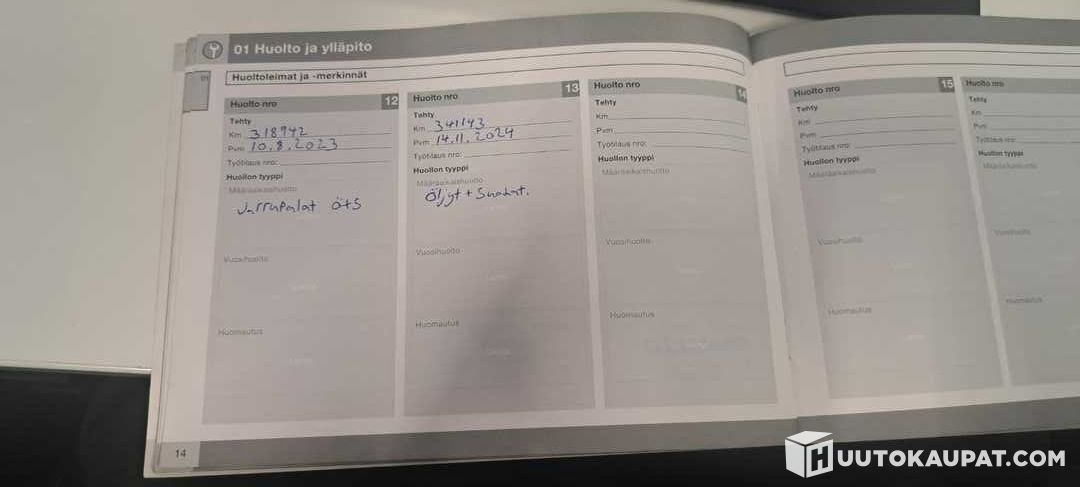 01 Huolto ja ylläpito
01
Huoltoleimat ja -merkinnät
Huolto nro 12
Tehty
Km 318942
Pvm 10.8.2023
Työtilaus nro:
Huollon tyyppi
Määräaikaishuolto
Jarrupalat ö+s
Vuosihuolto
Huomautus
Huolto nro 13
Tehty
Km 341143
Pvm 14.11.2024
Työtilaus nro:
Huollon tyyppi
Määräaikaishuolto
Öljyt + Suodat.
Vuosihuolto
Huomautus
Huolto nro 14
Tehty
Km
Pvm
Työtilaus nro:
Huollon tyyppi
Määräaikaishuolto
Vuosihuolto
Huomautus
Huolto nro 15
Tehty
Km
Pvm
Työtilaus nro:
Huollon tyyppi
Määräaikaishuolto
Vuosihuolto
Huomautus
Huolto nro
Tehty
Km
Pvm
Työtilaus nro:
Huollon tyyppi
Määräaikaishuolto
Vuosihuolto
Huomautus
14
HUUTOKAUPAT.COM